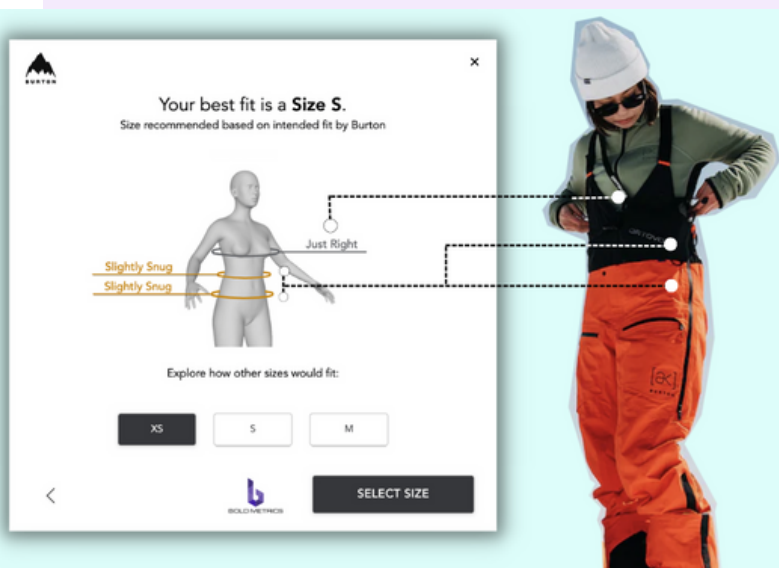 BURTON
×
Your best fit is a Size S.
Size recommended based on intended fit by Burton
Just Right
Slightly Snug
Slightly Snug
Explore how other sizes would fit:
XS
S
M
BOLD METRICS
SELECT SIZE
[ak]
BURTON